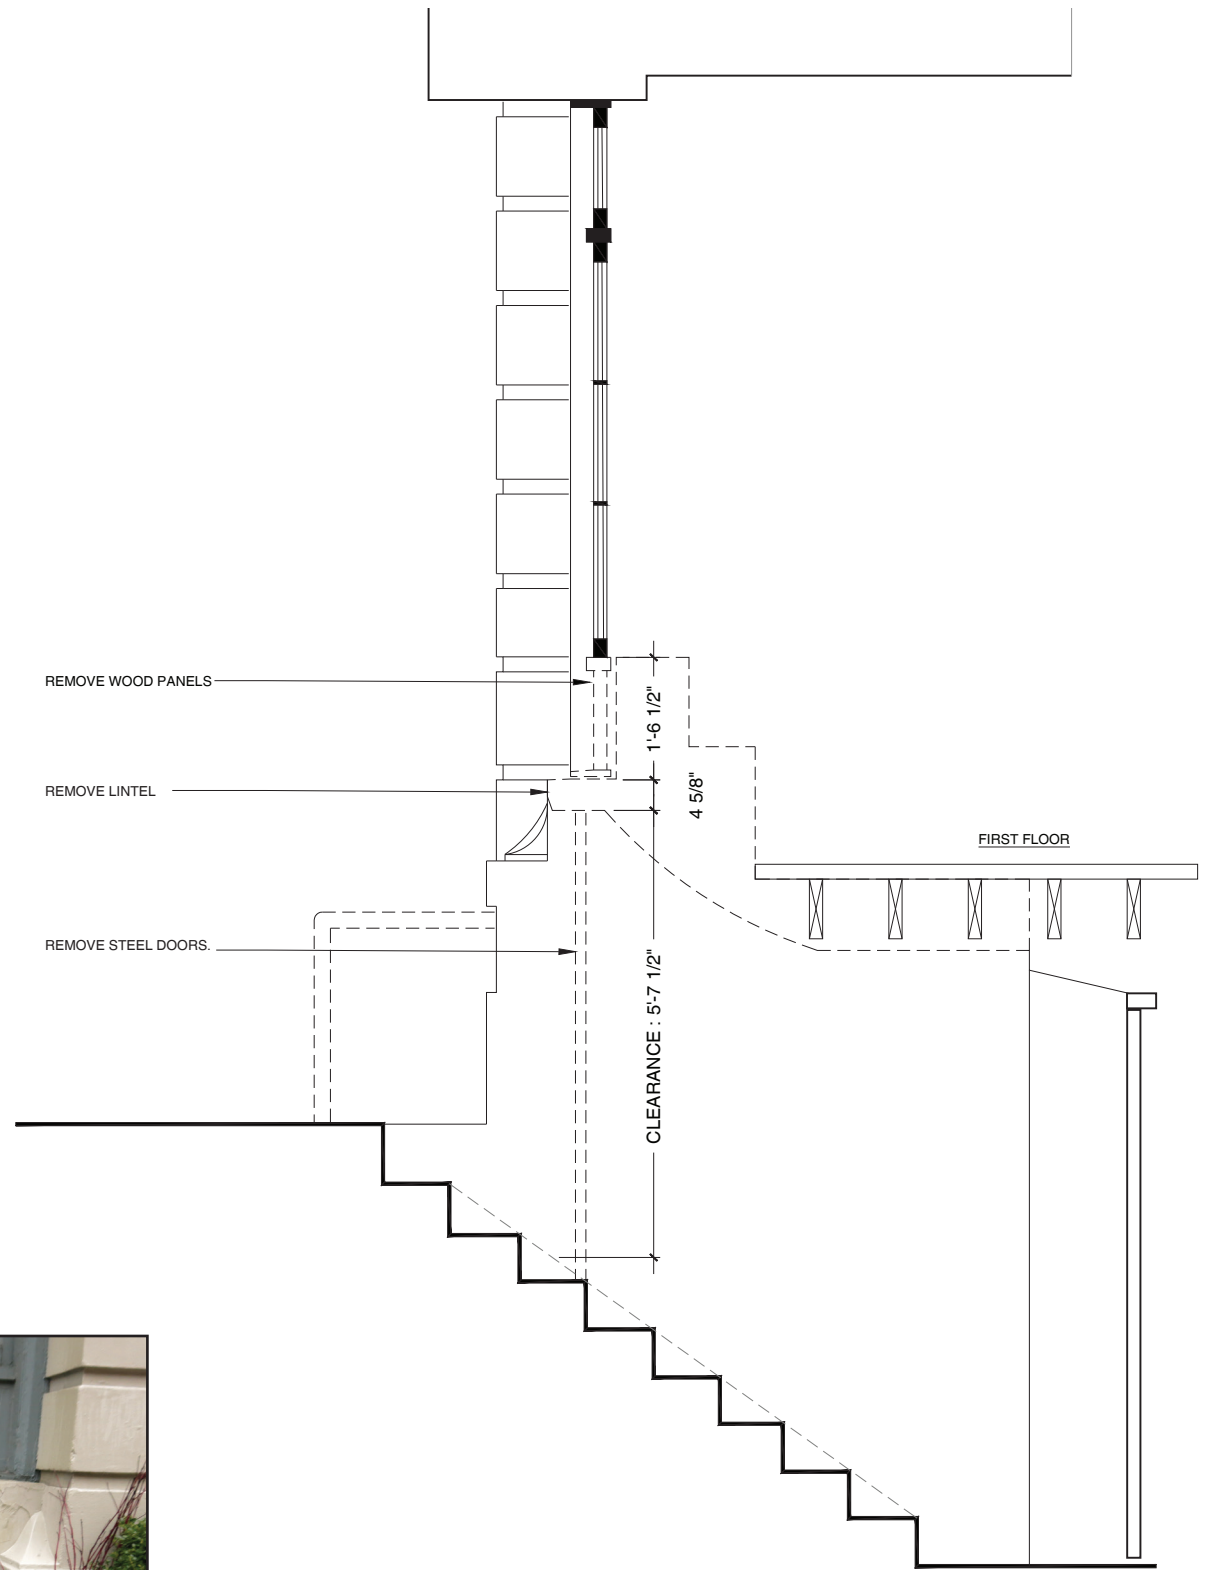 REMOVE WOOD PANELS
1'-6 1/2"
REMOVE LINTEL
4 5/8"
FIRST FLOOR
REMOVE STEEL DOORS.
CLEARANCE : 5'-7 1/2"